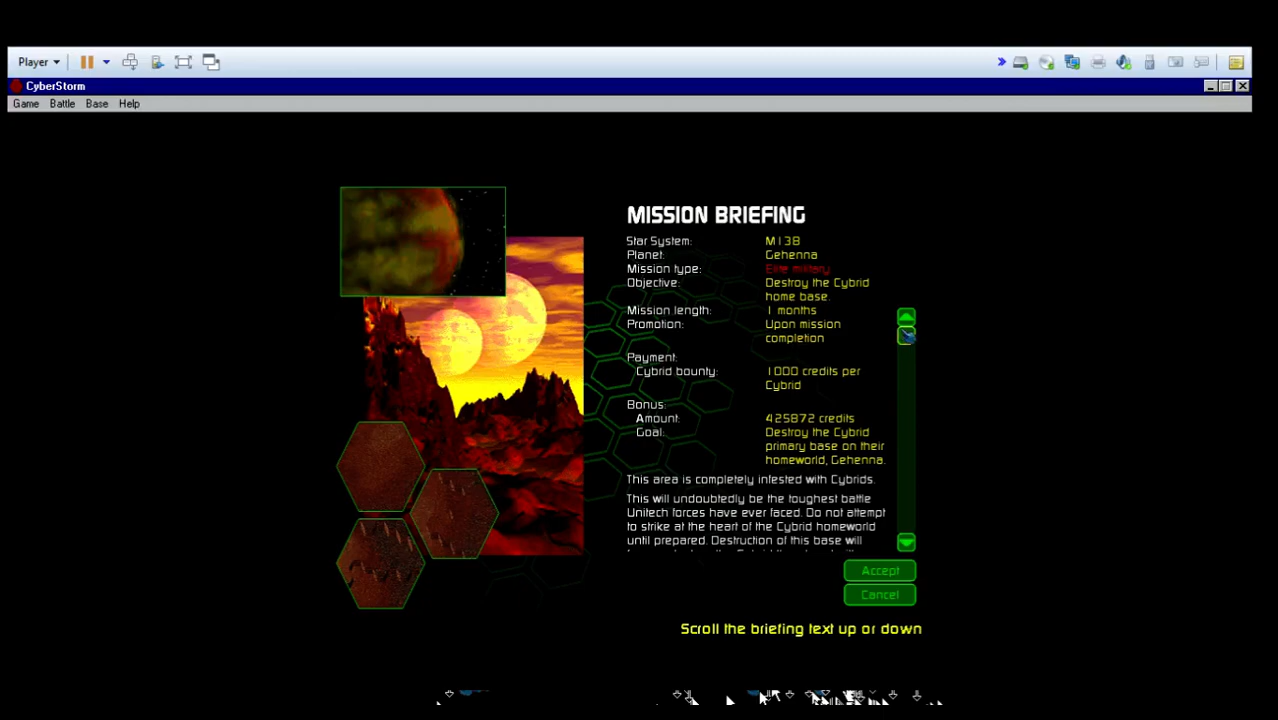 Player
CyberStorm
Game Battle Base Help
MISSION BRIEFING
Star System: M138
Planet: Gehenna
Mission type: Elite military
Objective: Destroy the Cybrid
home base.
Mission length: 1 months
Promotion: Upon mission
completion
Payment:
Cybrid bounty: 1000 credits per
Cybrid
Bonus:
Amount: 425872 credits
Goal: Destroy the Cybrid
primary base on their
homeworld, Gehenna.
This area is completely infested with Cybrids.
This will undoubtedly be the toughest battle
Unitech forces have ever faced. Do not attempt
to strike at the heart of the Cybrid homeworld
until prepared. Destruction of this base will
Accept
Cancel
Scroll the briefing text up or down